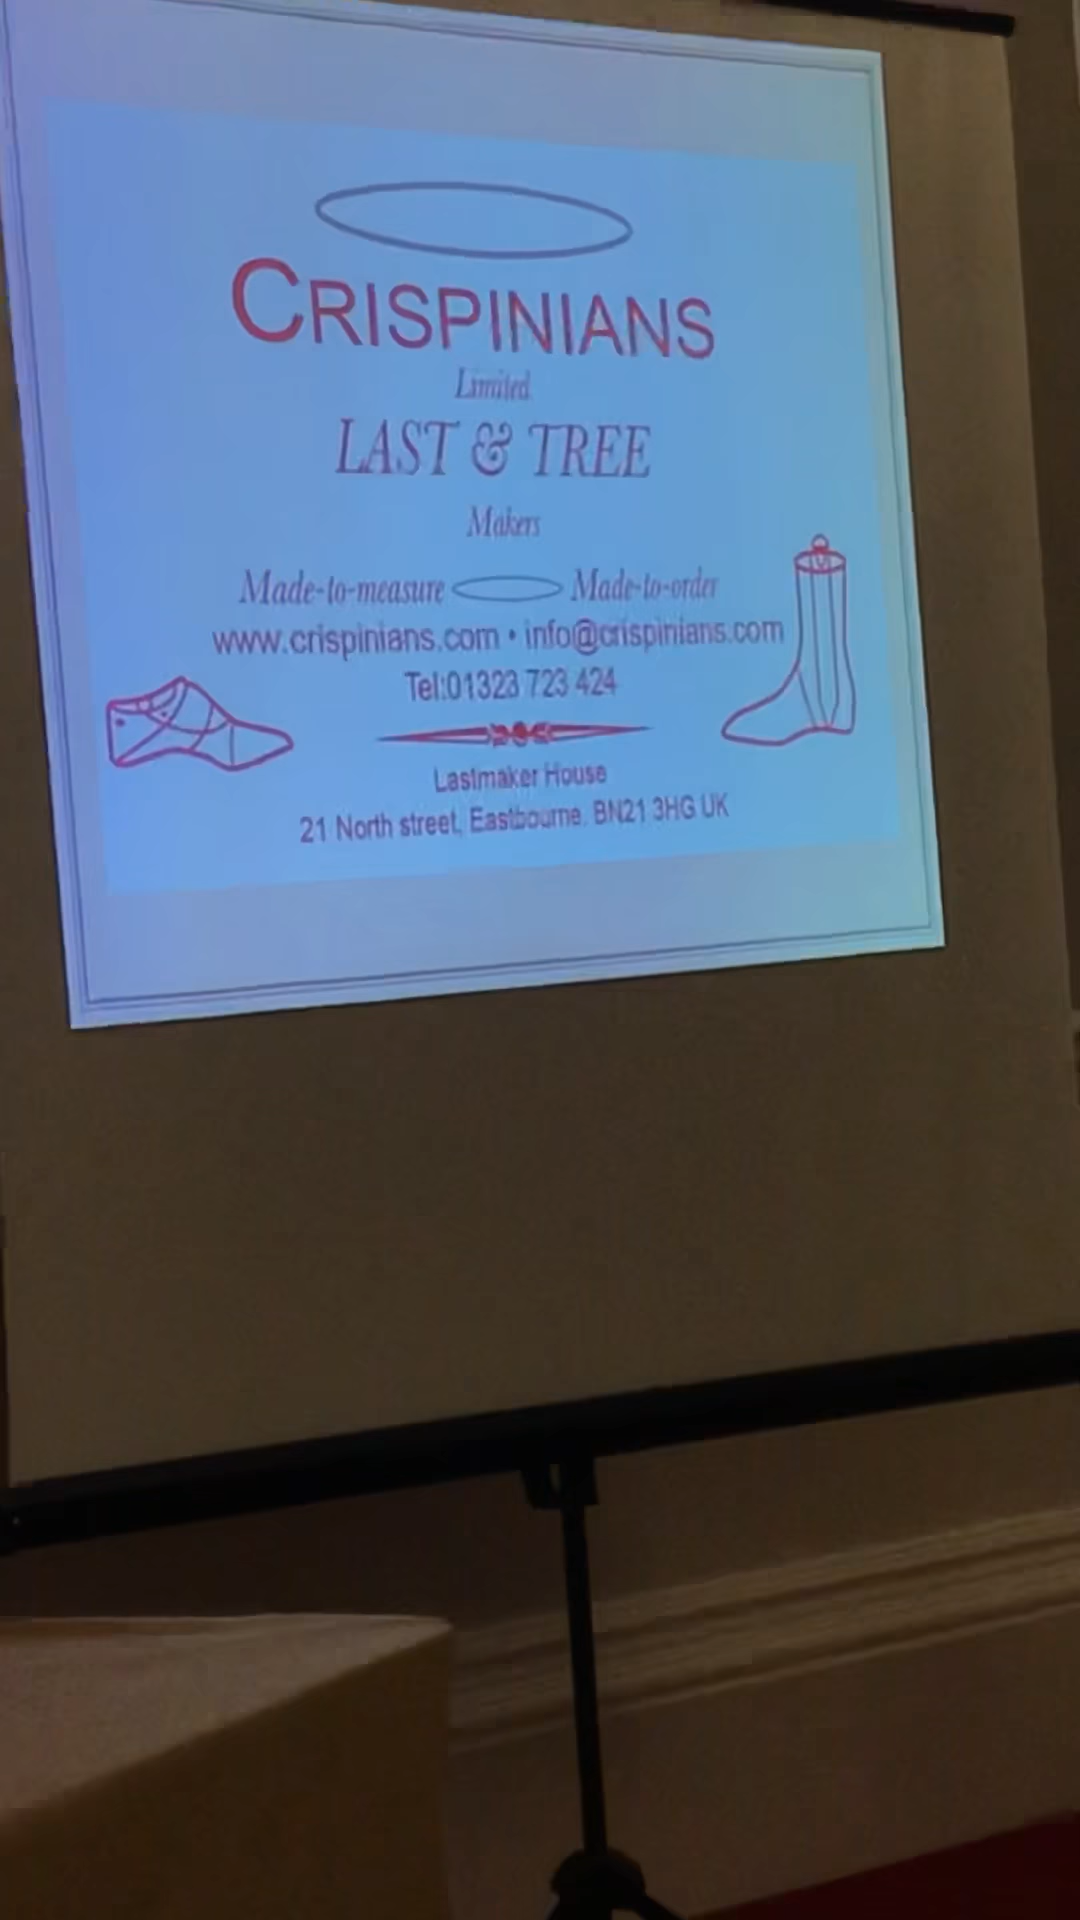 CRISPINIANS
Limited
LAST & TREE
Makers
Made-to-measure Made-to-order
www.crispinians.com • info@crispinians.com
Tel:01323 723 424
Lastmaker House
21 North street, Eastbourne, BN21 3HG UK